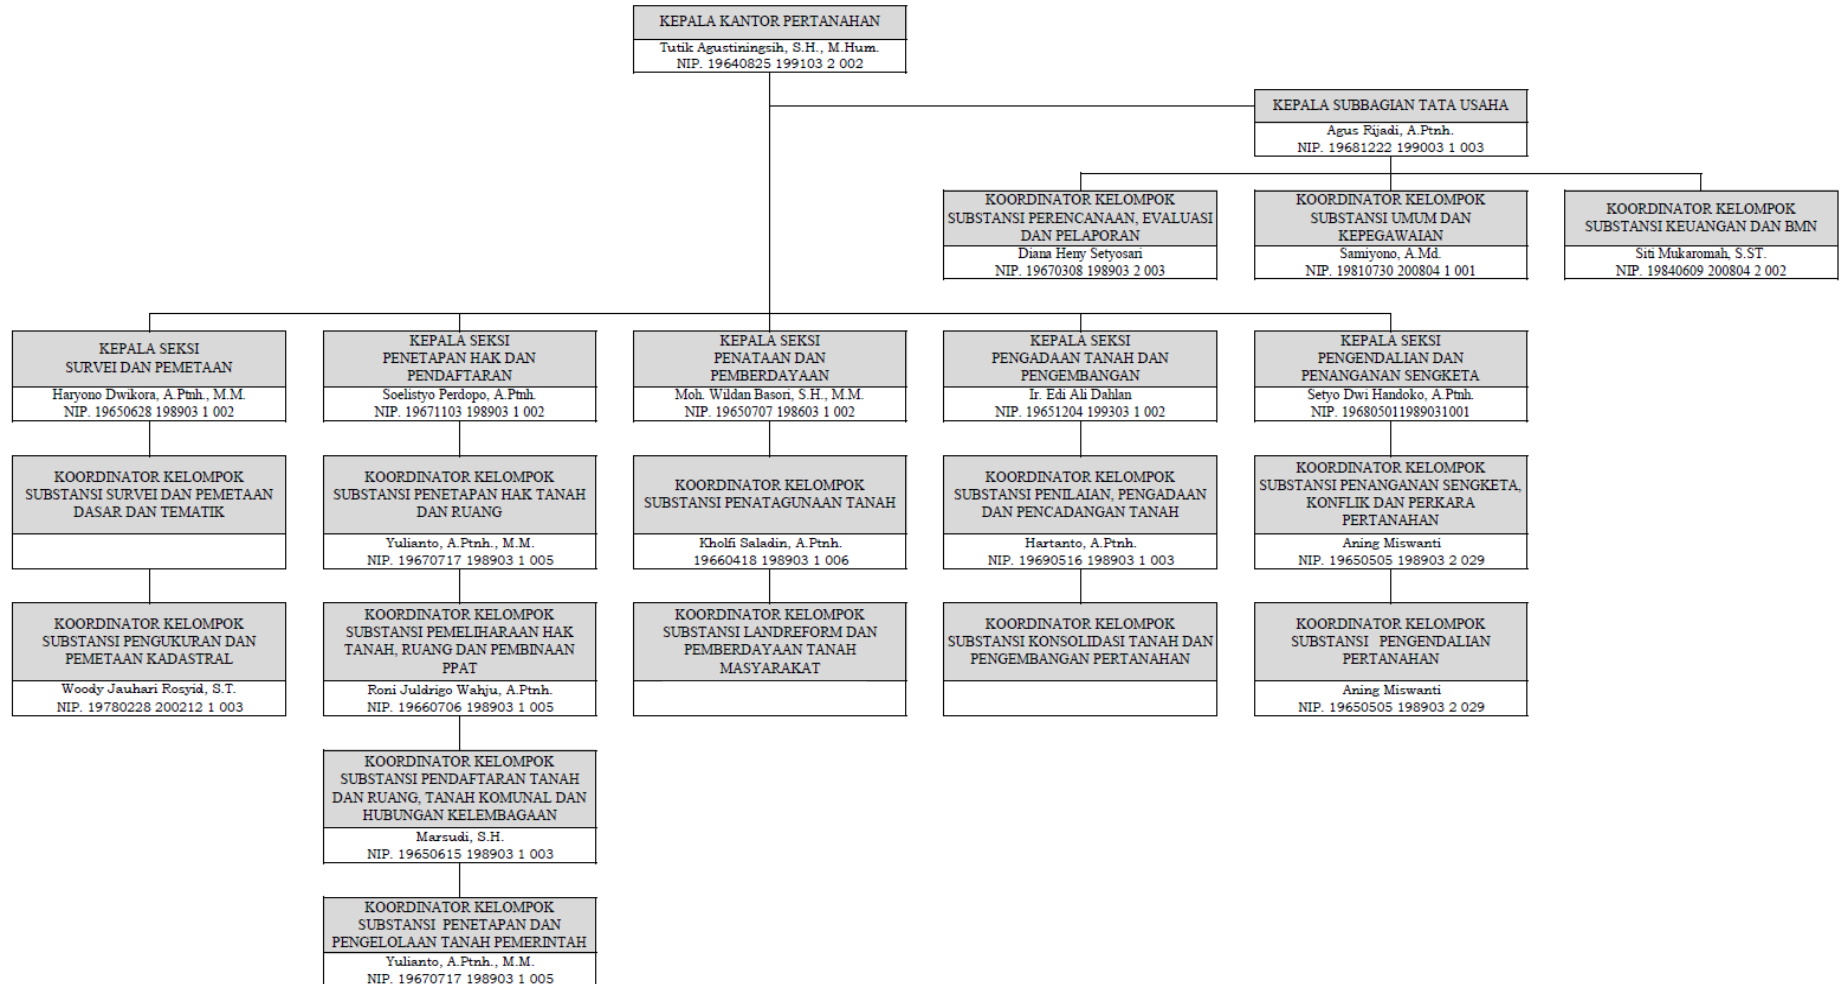 KEPALA KANTOR PERTANAHAN
Tutik Agustiningsih, S.H., M.Hum.
NIP. 19640825 199103 2 002
KEPALA SUBBAGIAN TATA USAHA
Agus Rijadi, A.Ptnh.
NIP. 19681222 199003 1 003
KOORDINATOR KELOMPOK
SUBSTANSI PERENCANAAN, EVALUASI
DAN PELAPORAN
Diana Heny Setyosari
NIP. 19670308 198903 2 003
KOORDINATOR KELOMPOK
SUBSTANSI UMUM DAN
KEPEGAWAIAN
Samiyono, A.Md.
NIP. 19810730 200804 1 001
KOORDINATOR KELOMPOK
SUBSTANSI KEUANGAN DAN BMN
Siti Mukaromah, S.ST.
NIP. 19840609 200804 2 002
KEPALA SEKSI
SURVEI DAN PEMETAAN
Haryono Dwikora, A.Ptnh., M.M.
NIP. 19650628 198903 1 002
KEPALA SEKSI
PENETAPAN HAK DAN
PENDAFTARAN
Soelistyo Perdopo, A.Ptnh.
NIP. 19671103 198903 1 002
KEPALA SEKSI
PENATAAN DAN
PEMBERDAYAAN
Moh. Wildan Basori, S.H., M.M.
NIP. 19650707 198603 1 002
KEPALA SEKSI
PENGADAAN TANAH DAN
PENGEMBANGAN
Ir. Edi Ali Dahlan
NIP. 19651204 199303 1 002
KEPALA SEKSI
PENGENDALIAN DAN
PENANGANAN SENGKETA
Setyo Dwi Handoko, A.Ptnh.
NIP. 196805011989031001
KOORDINATOR KELOMPOK
SUBSTANSI SURVEI DAN PEMETAAN
DASAR DAN TEMATIK
KOORDINATOR KELOMPOK
SUBSTANSI PENETAPAN HAK TANAH
DAN RUANG
Yulianto, A.Ptnh., M.M.
NIP. 19670717 198903 1 005
KOORDINATOR KELOMPOK
SUBSTANSI PENATAGUNAAN TANAH
Kholfi Saladin, A.Ptnh.
19660418 198903 1 006
KOORDINATOR KELOMPOK
SUBSTANSI PENILAIAN, PENGADAAN
DAN PENCADANGAN TANAH
Hartanto, A.Ptnh.
NIP. 19690516 198903 1 003
KOORDINATOR KELOMPOK
SUBSTANSI PENANGANAN SENGKETA,
KONFLIK DAN PERKARA
PERTANAHAN
Aning Miswanti
NIP. 19650505 198903 2 029
KOORDINATOR KELOMPOK
SUBSTANSI PENGUKURAN DAN
PEMETAAN KADASTRAL
Woody Jauhari Rosyid, S.T.
NIP. 19780228 200212 1 003
KOORDINATOR KELOMPOK
SUBSTANSI PEMELIHARAAN HAK
TANAH, RUANG DAN PEMBINAAN
PPAT
Roni Juldrigo Wahju, A.Ptnh.
NIP. 19660706 198903 1 005
KOORDINATOR KELOMPOK
SUBSTANSI LANDREFORM DAN
PEMBERDAYAAN TANAH
MASYARAKAT
KOORDINATOR KELOMPOK
SUBSTANSI KONSOLIDASI TANAH DAN
PENGEMBANGAN PERTANAHAN
KOORDINATOR KELOMPOK
SUBSTANSI PENGENDALIAN
PERTANAHAN
Aning Miswanti
NIP. 19650505 198903 2 029
KOORDINATOR KELOMPOK
SUBSTANSI PENDAFTARAN TANAH
DAN RUANG, TANAH KOMUNAL DAN
HUBUNGAN KELEMBAGAAN
Marsudi, S.H.
NIP. 19650615 198903 1 003
KOORDINATOR KELOMPOK
SUBSTANSI PENETAPAN DAN
PENGELOLAAN TANAH PEMERINTAH
Yulianto, A.Ptnh., M.M.
NIP. 19670717 198903 1 005